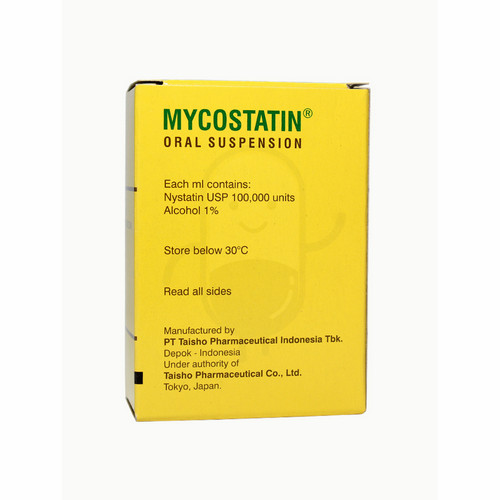 MYCOSTATIN®
ORAL SUSPENSION
Each ml contains:
Nystatin USP 100,000 units
Alcohol 1%
Store below 30°C
Read all sides
Manufactured by
PT Taisho Pharmaceutical Indonesia Tbk.
Depok - Indonesia
Under authority of
Taisho Pharmaceutical Co., Ltd.
Tokyo, Japan.